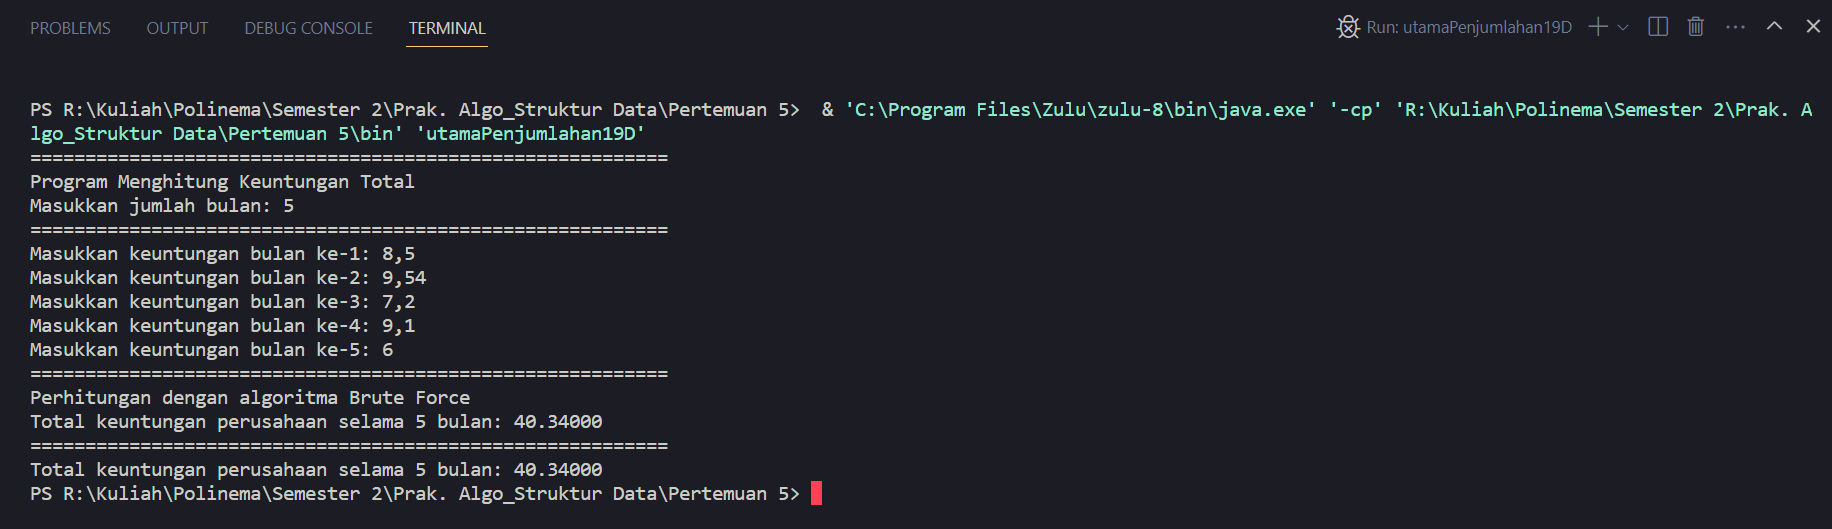 PROBLEMS OUTPUT DEBUG CONSOLE TERMINAL Run: utamaPenjumlahan19D
PS R:\Kuliah\Polinema\Semester 2\Prak. Algo_Struktur Data\Pertemuan 5>  & 'C:\Program Files\Zulu\zulu-8\bin\java.exe' '-cp' 'R:\Kuliah\Polinema\Semester 2\Prak. A
lgo_Struktur Data\Pertemuan 5\bin' 'utamaPenjumlahan19D'
==========================================================
Program Menghitung Keuntungan Total
Masukkan jumlah bulan: 5
==========================================================
Masukkan keuntungan bulan ke-1: 8,5
Masukkan keuntungan bulan ke-2: 9,54
Masukkan keuntungan bulan ke-3: 7,2
Masukkan keuntungan bulan ke-4: 9,1
Masukkan keuntungan bulan ke-5: 6
==========================================================
Perhitungan dengan algoritma Brute Force
Total keuntungan perusahaan selama 5 bulan: 40.34000
==========================================================
Total keuntungan perusahaan selama 5 bulan: 40.34000
PS R:\Kuliah\Polinema\Semester 2\Prak. Algo_Struktur Data\Pertemuan 5>